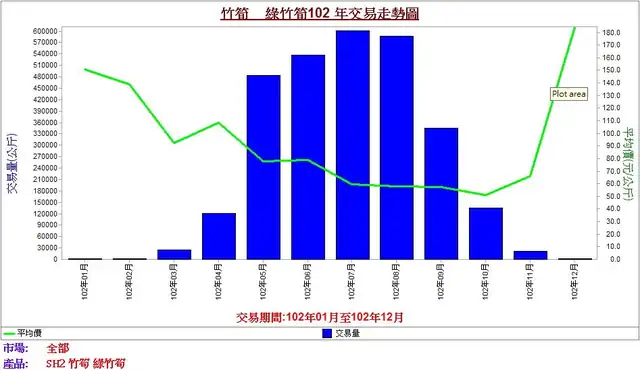 竹筍 綠竹筍102 年交易走勢圖
600000
570000
540000
510000
480000
450000
420000
390000
360000
330000
300000
270000
240000
210000
180000
150000
120000
90000
60000
30000
0
交易量(公斤)
180.0
170.0
160.0
150.0
140.0
130.0
120.0
110.0
100.0
90.0
80.0
70.0
60.0
50.0
40.0
30.0
20.0
10.0
0.0
平均價(元/公斤)
Plot area
102年01月
102年02月
102年03月
102年04月
102年05月
102年06月
102年07月
102年08月
102年09月
102年10月
102年11月
102年12月
交易期間:102年01月至102年12月
平均價 交易量
市場: 全部
產品: SH2 竹筍 綠竹筍